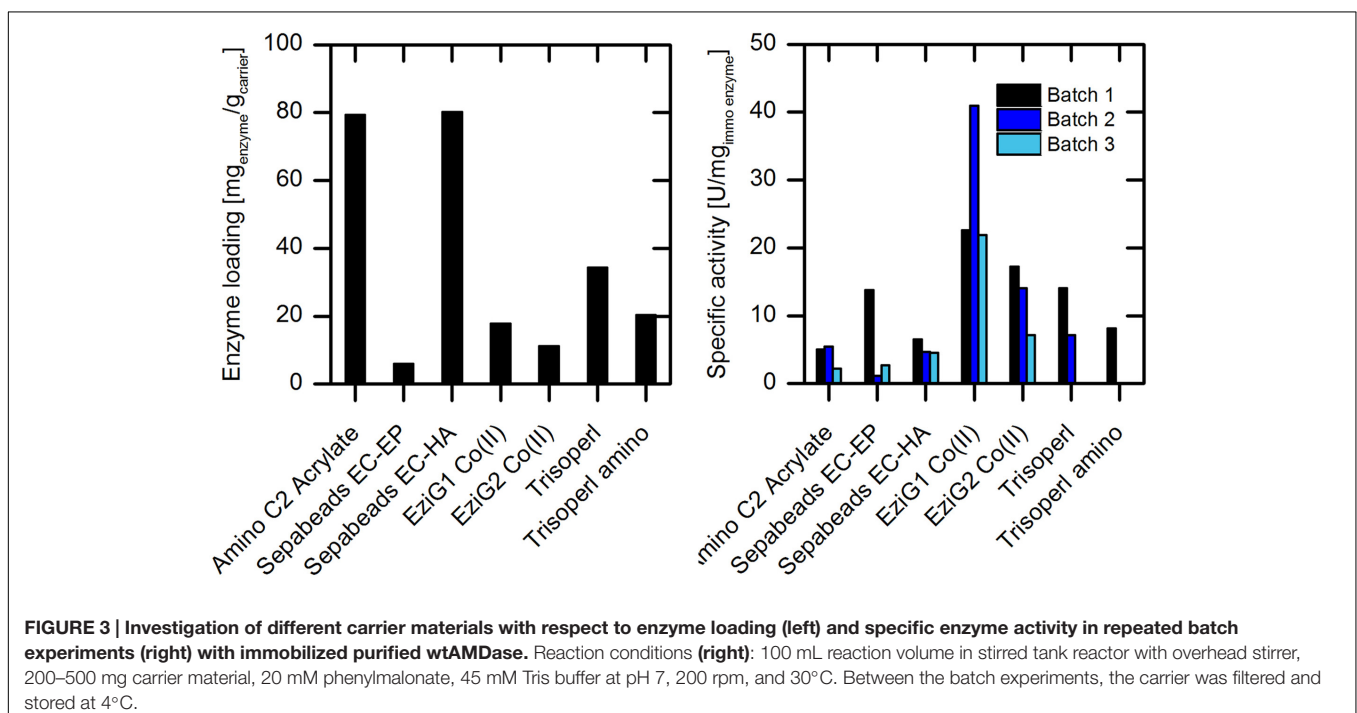 100
80
60
40
20
0
Enzyme loading [mg enzyme/g carrier]
Amino C2 Acrylate
Sepabeads EC-EP
Sepabeads EC-HA
EziG1 Co(II)
EziG2 Co(II)
Trisoperl
Trisoperl amino
50
40
30
20
10
0
Specific activity [U/mg immo enzyme]
Batch 1
Batch 2
Batch 3
mino C2 Acrylate
Sepabeads EC-EP
Sepabeads EC-HA
EziG1 Co(II)
EziG2 Co(II)
Trisoperl
Trisoperl amino
FIGURE 3 | Investigation of different carrier materials with respect to enzyme loading (left) and specific enzyme activity in repeated batch
experiments (right) with immobilized purified wtAMDase. Reaction conditions (right): 100 mL reaction volume in stirred tank reactor with overhead stirrer,
200–500 mg carrier material, 20 mM phenylmalonate, 45 mM Tris buffer at pH 7, 200 rpm, and 30°C. Between the batch experiments, the carrier was filtered and
stored at 4°C.